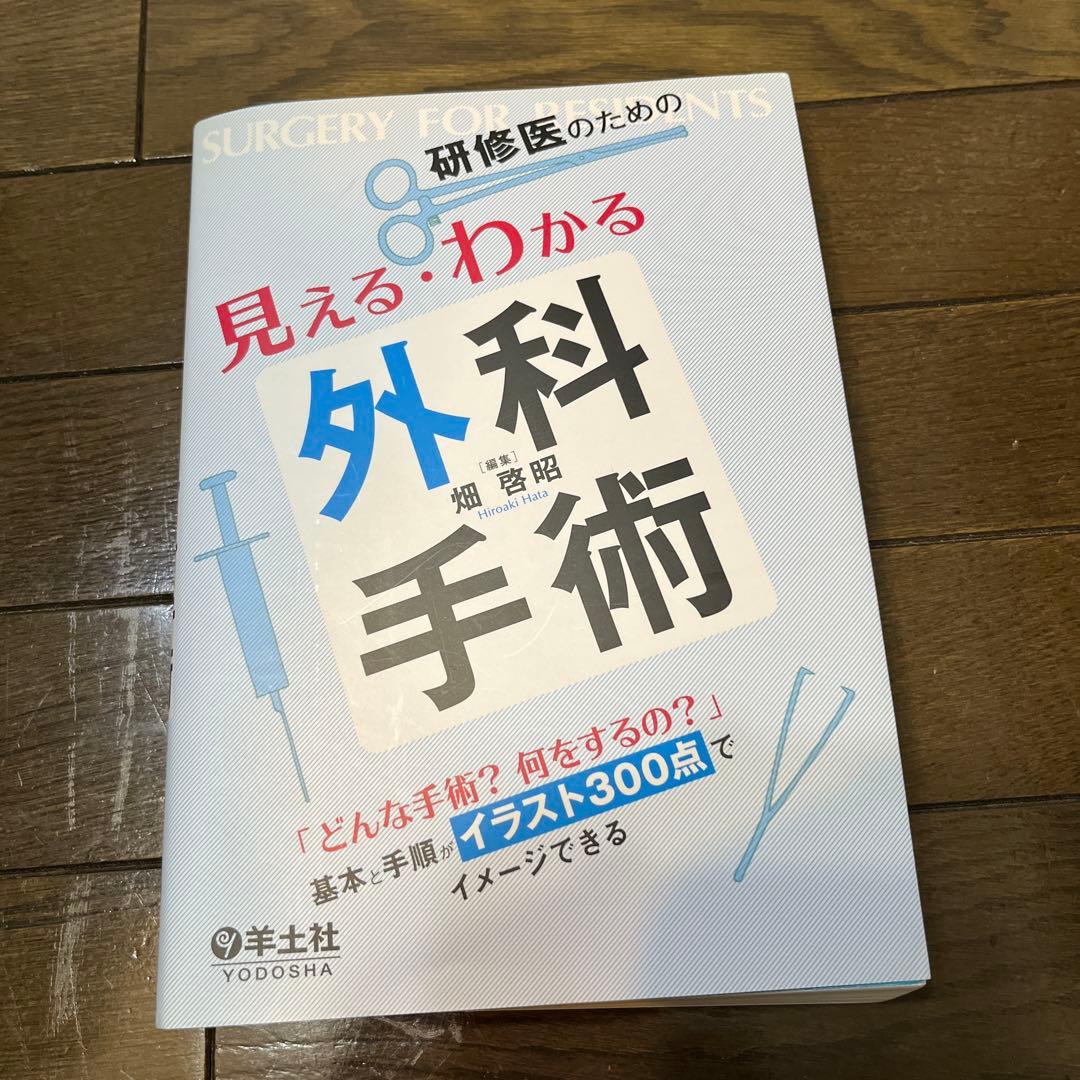 SURGERY FOR RESIDENTS
研修医のための
見える・わかる
外科
[編集]
畑 啓昭
Hiroaki Hata
手術
「どんな手術? 何をするの?」
基本と手順がイラスト300点で
イメージできる
羊土社
YODOSHA